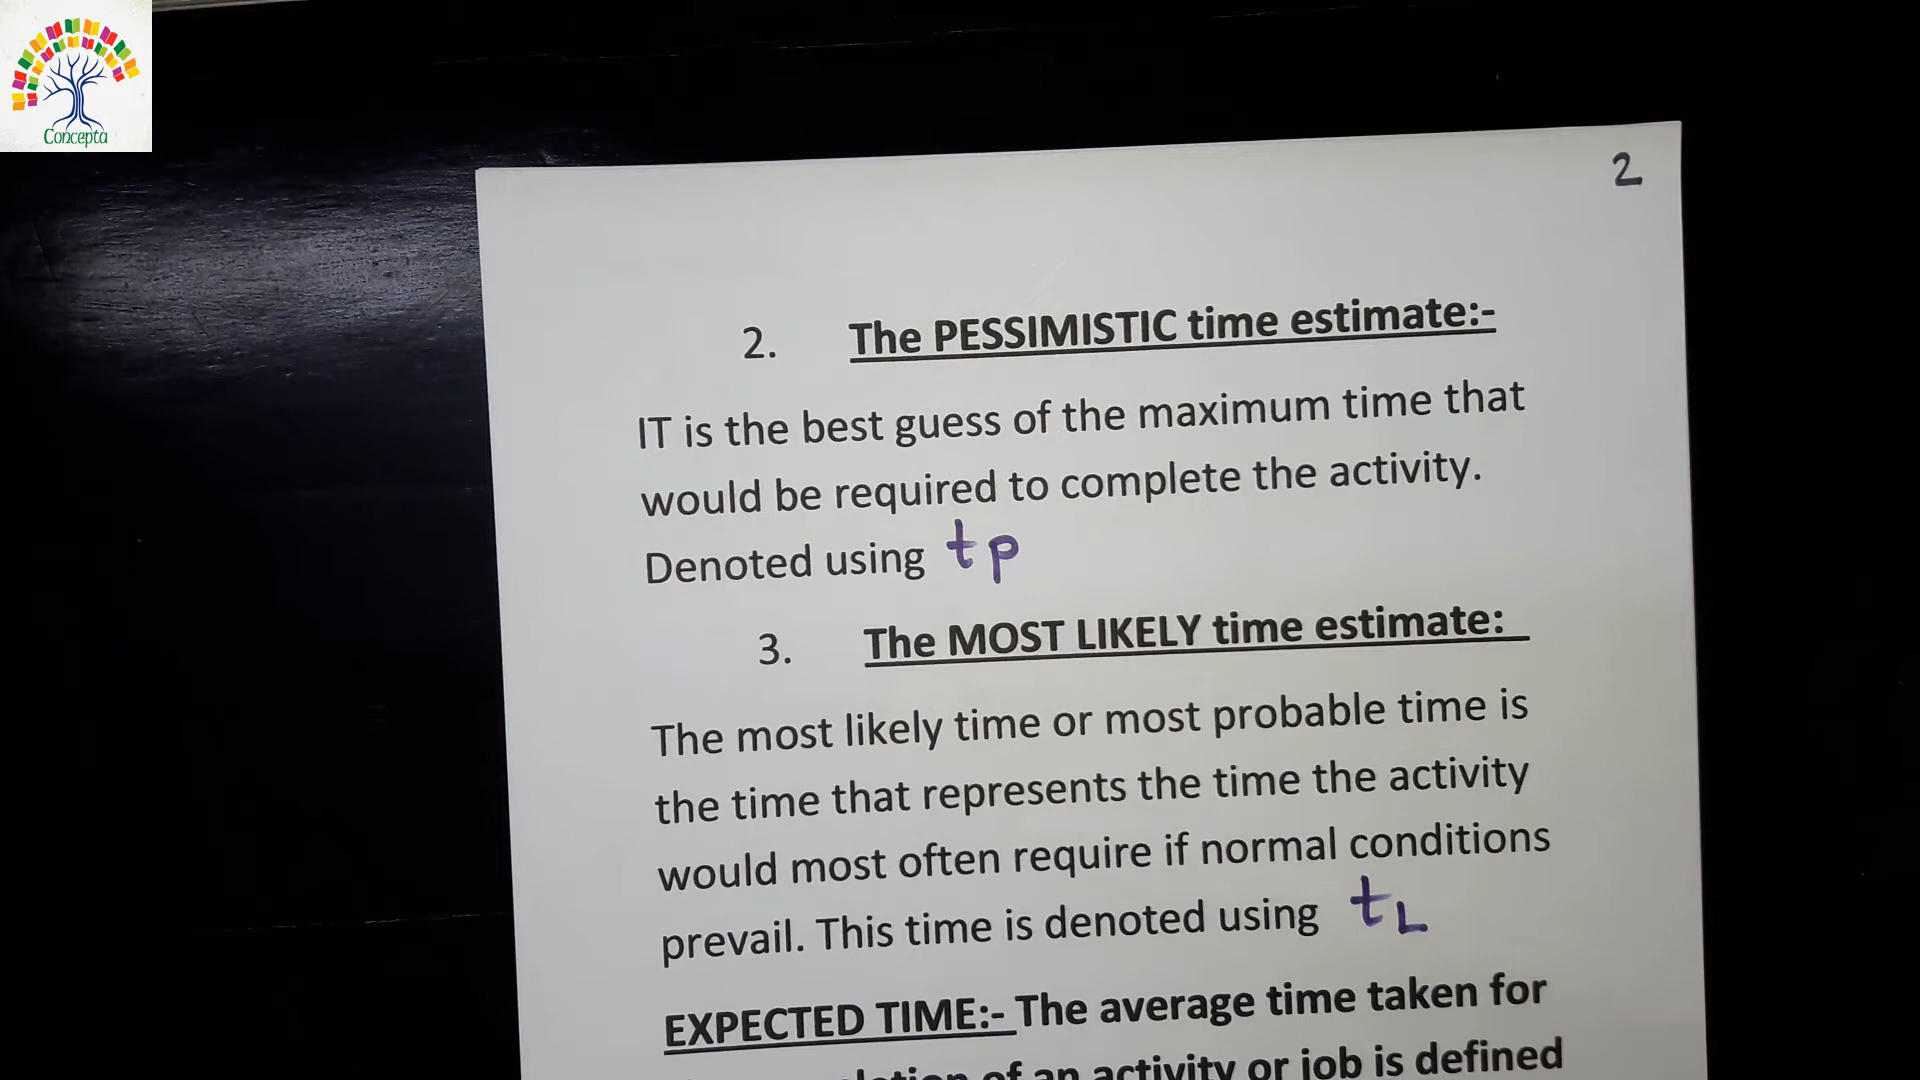 Concepta
2
2. The PESSIMISTIC time estimate:-
IT is the best guess of the maximum time that
would be required to complete the activity.
Denoted using tp
3. The MOST LIKELY time estimate:
The most likely time or most probable time is
the time that represents the time the activity
would most often require if normal conditions
prevail. This time is denoted using tL
EXPECTED TIME:- The average time taken for
of an activity or job is defined